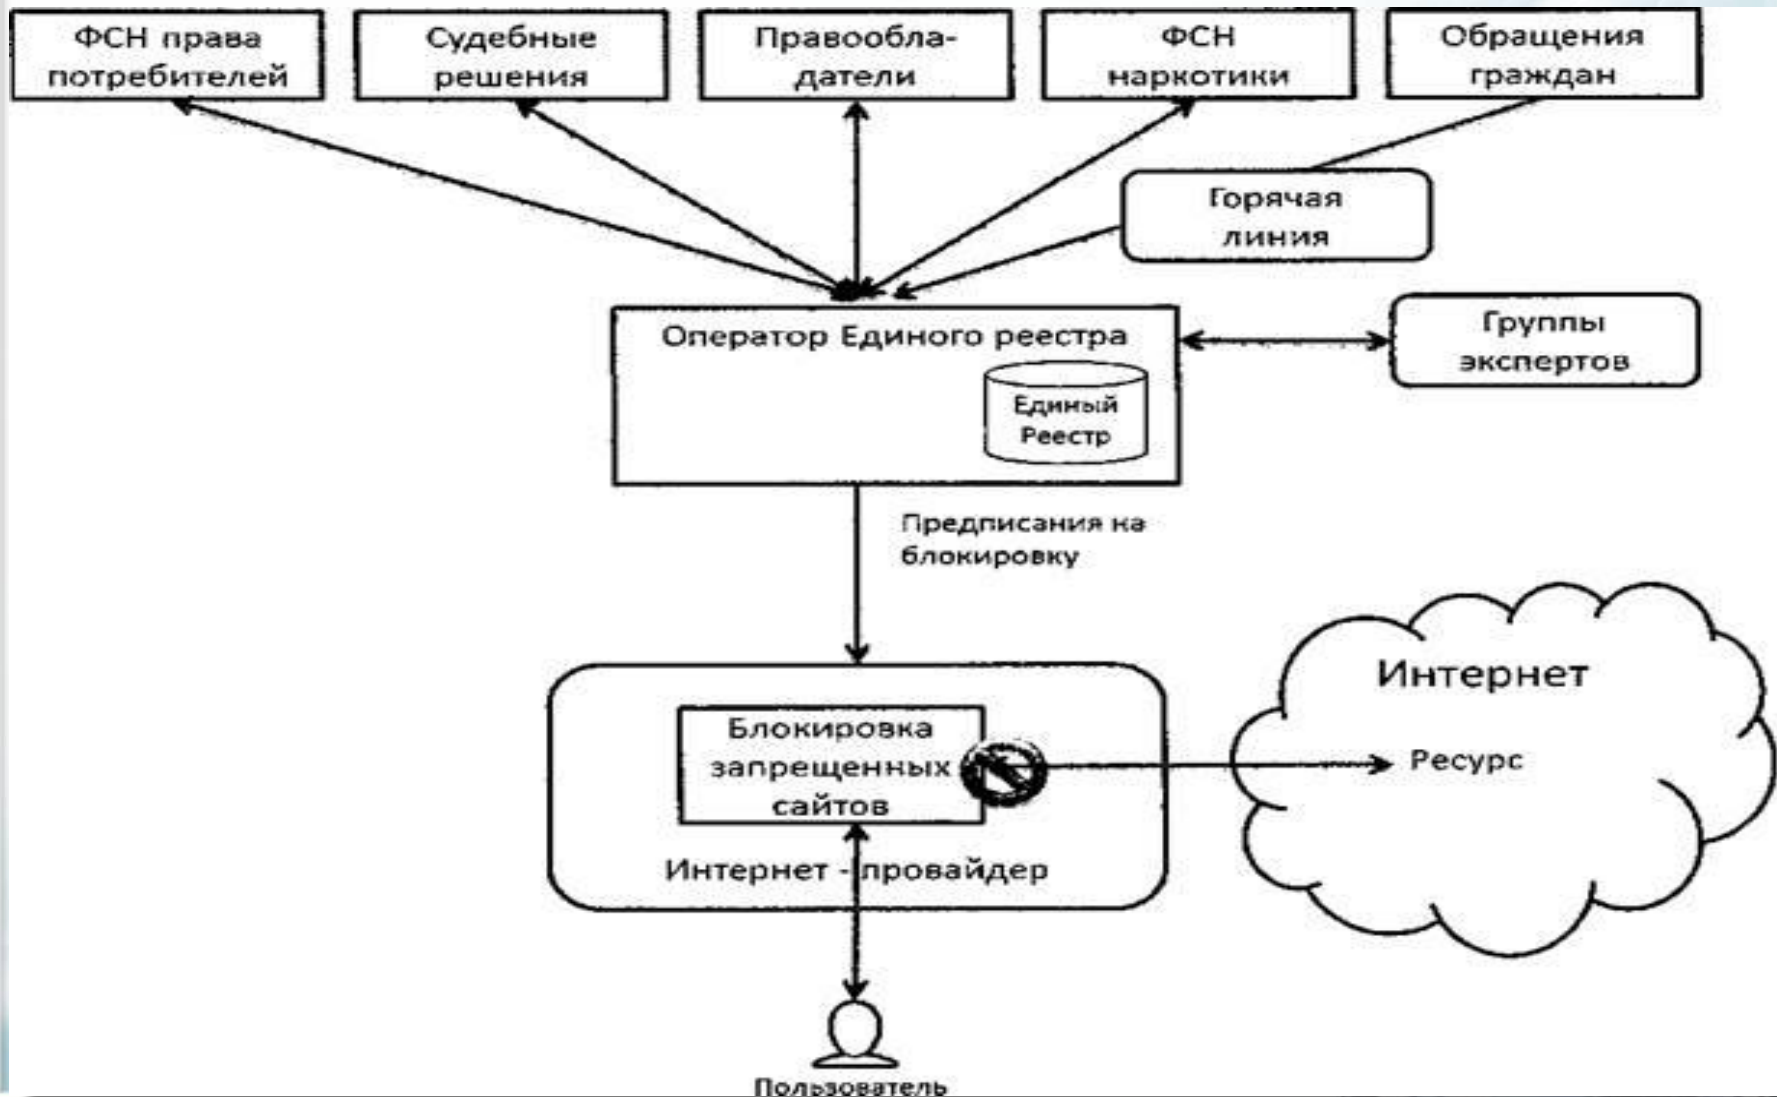 ФСН права
потребителей
Судебные
решения
Правообла-
датели
ФСН
наркотики
Обращения
граждан
Горячая
линия
Оператор Единого реестра
Группы
экспертов
Единый
Реестр
Предписания на
блокировку
Интернет
Блокировка
запрещенных
сайтов
Ресурс
Интернет - провайдер
Пользователь